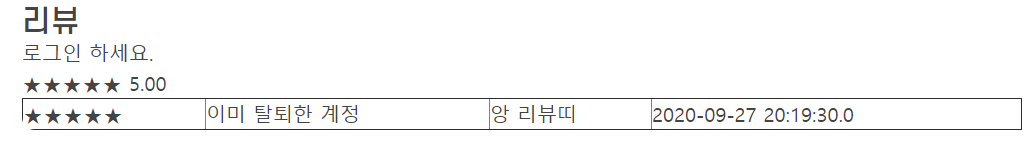 리뷰
로그인 하세요.
★★★★★ 5.00
★★★★★ 이미 탈퇴한 계정 앙 리뷰띠 2020-09-27 20:19:30.0